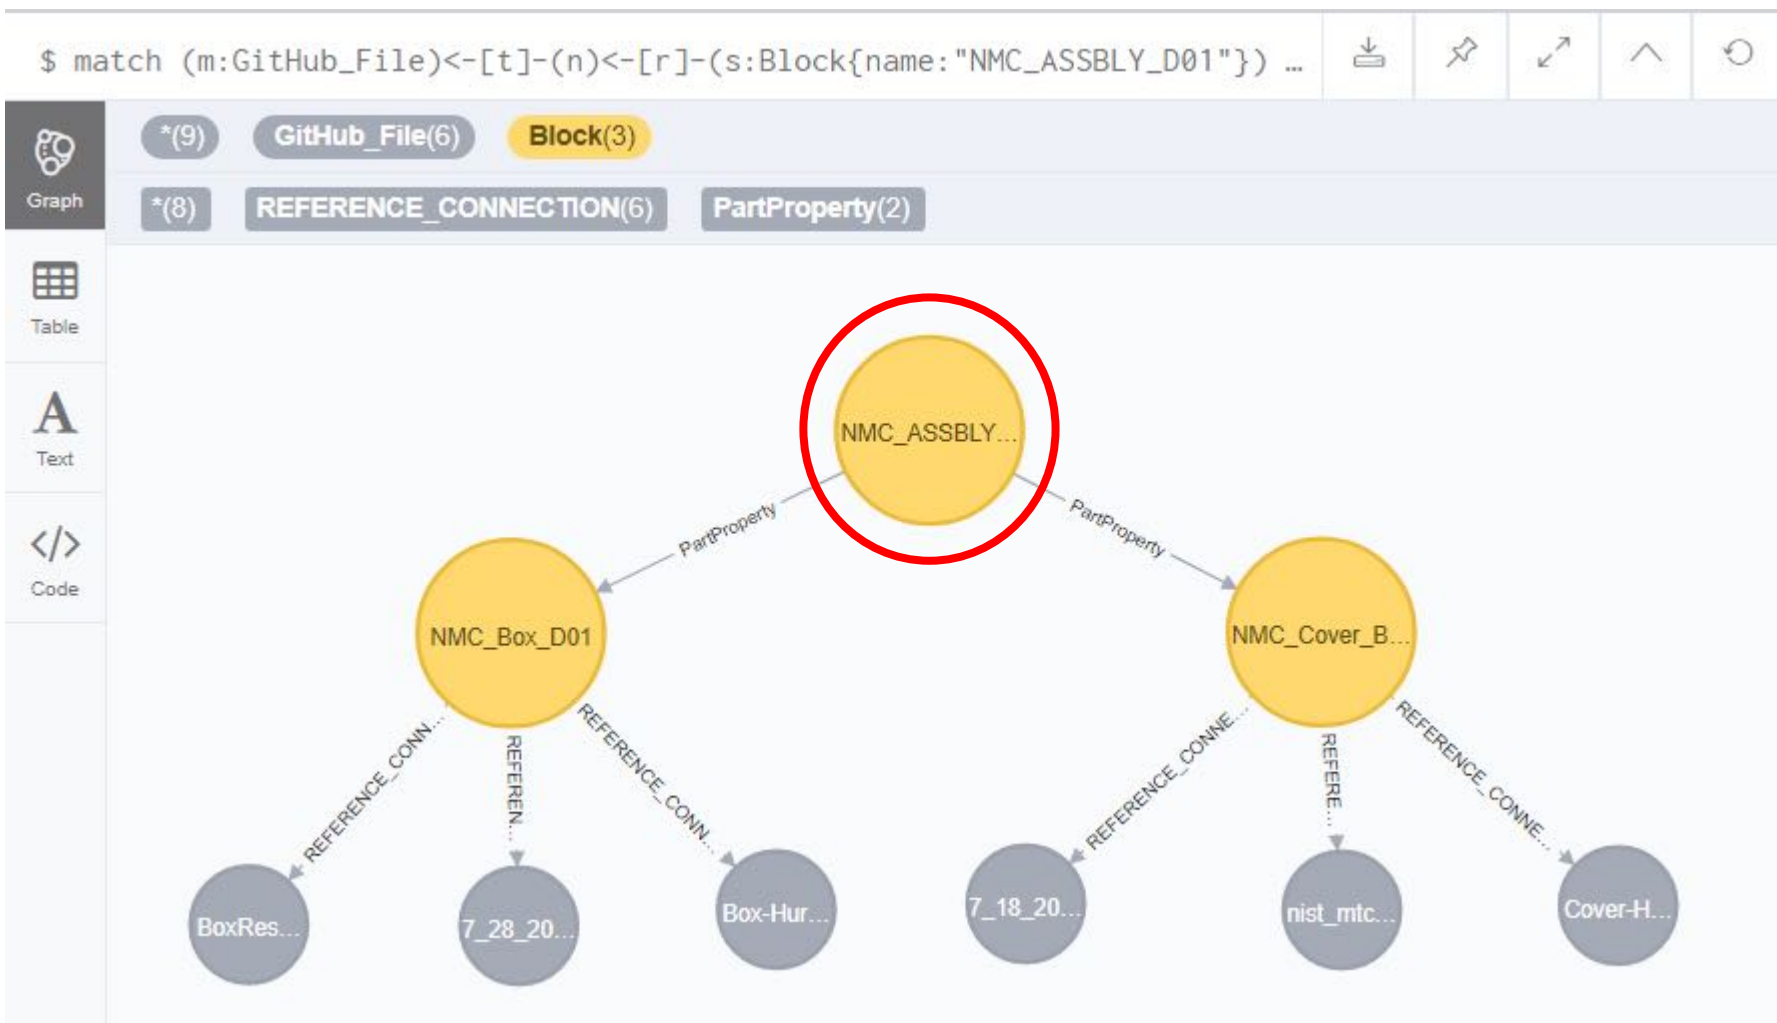 $ match (m:GitHub_File)<-[t]-(n)<-[r]-(s:Block{name:"NMC_ASSBLY_D01"}) …
*(9) GitHub_File(6) Block(3)
Graph
*(8) REFERENCE_CONNECTION(6) PartProperty(2)
Table
A
Text
</>
Code
NMC_ASSBLY...
PartProperty
PartProperty
NMC_Box_D01
NMC_Cover_B...
REFERENCE_CONN...
REFEREN...
REFERENCE_CONN...
REFERENCE_CONNE...
REFERE...
REFERENCE_CONNE...
BoxRes...
7_28_20...
Box-Hur...
7_18_20...
nist_mtc...
Cover-H...